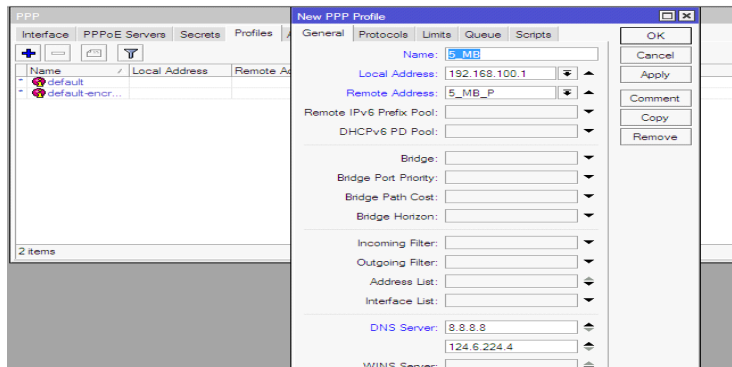 PPP
Interface PPPoE Servers Secrets Profiles
Name Local Address Remote
* default
* default-encr...
2 items
New PPP Profile
General Protocols Limits Queue Scripts
Name: 5_MB
Local Address: 192.168.100.1
Remote Address: 5_MB_P
Remote IPv6 Prefix Pool:
DHCPv6 PD Pool:
Bridge:
Bridge Port Priority:
Bridge Path Cost:
Bridge Horizon:
Incoming Filter:
Outgoing Filter:
Address List:
Interface List:
DNS Server: 8.8.8.8
124.6.224.4
WINS Server:
OK
Cancel
Apply
Comment
Copy
Remove